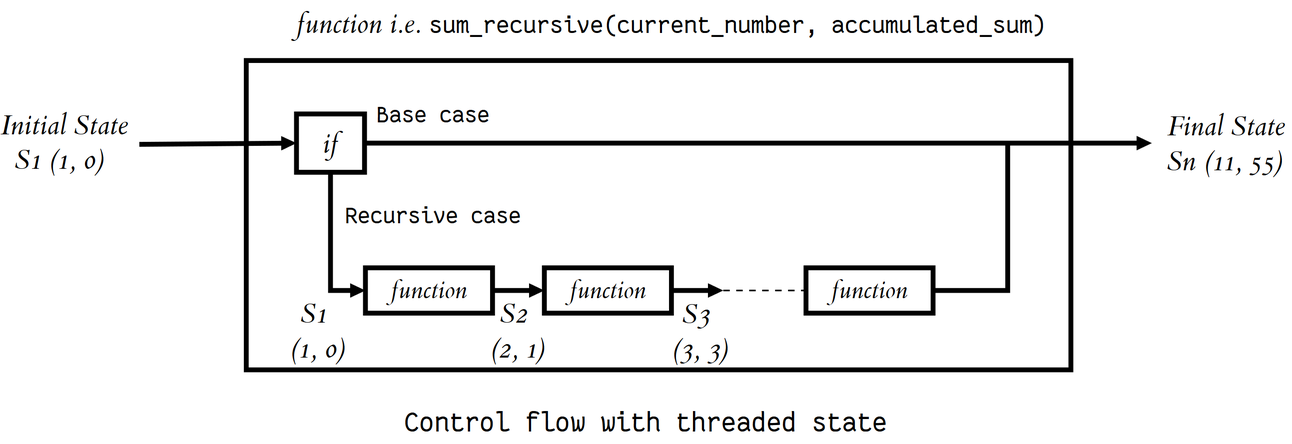 function i.e. sum_recursive(current_number, accumulated_sum)
Initial State
S1 (1, 0)
if
Base case
Final State
Sn (11, 55)
Recursive case
function
function
function
S1
(1, 0)
S2
(2, 1)
S3
(3, 3)
Control flow with threaded state